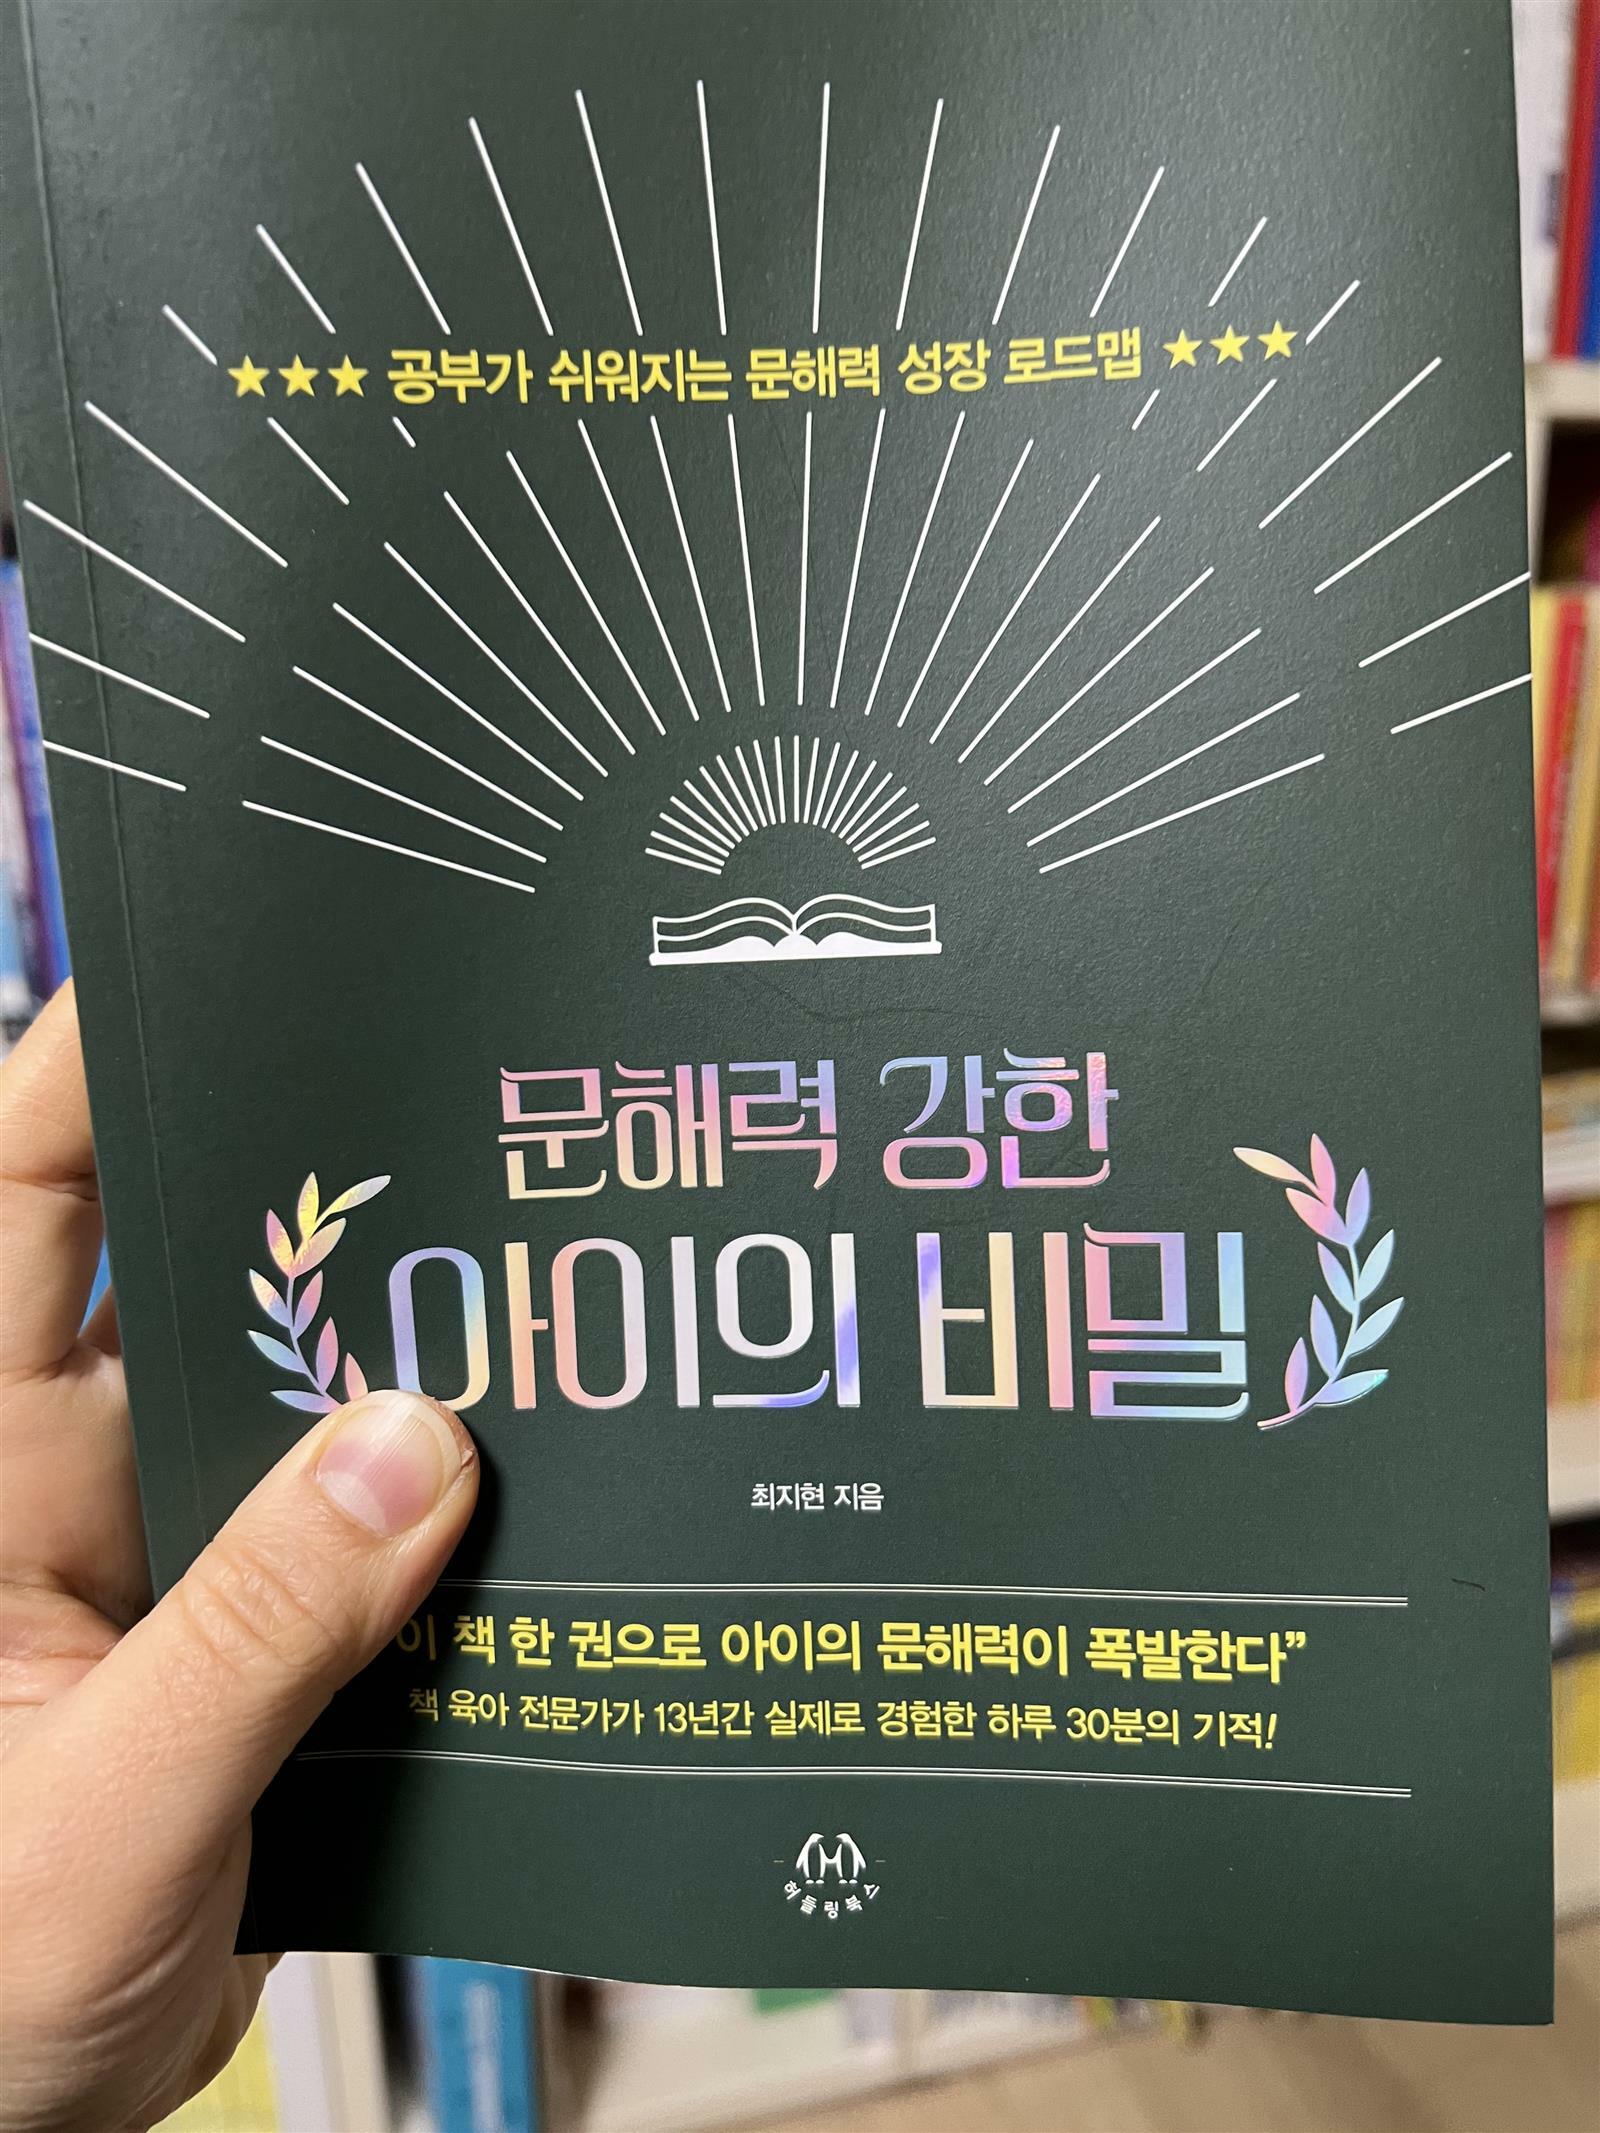 ★★★ 공부가 쉬워지는 문해력 성장 로드맵 ★★★
문해력 강한
아이의 비밀
최지현 지음
이 책 한 권으로 아이의 문해력이 폭발한다”
책 육아 전문가가 13년간 실제로 경험한 하루 30분의 기적!
허들링북스